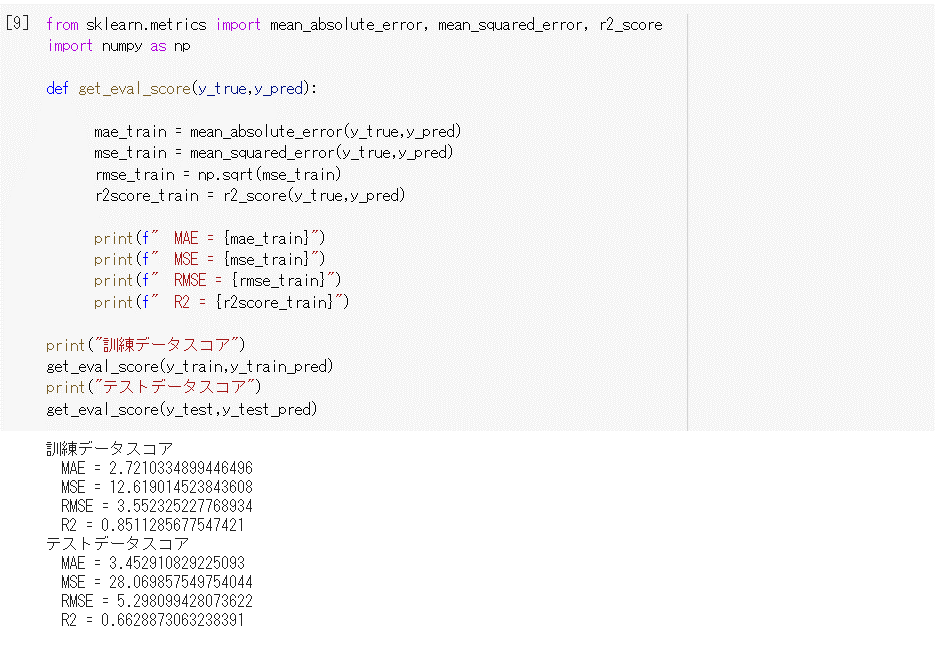 [9] from sklearn.metrics import mean_absolute_error, mean_squared_error, r2_score
import numpy as np
def get_eval_score(y_true,y_pred):
mae_train = mean_absolute_error(y_true,y_pred)
mse_train = mean_squared_error(y_true,y_pred)
rmse_train = np.sqrt(mse_train)
r2score_train = r2_score(y_true,y_pred)
print(f"  MAE = {mae_train}")
print(f"  MSE = {mse_train}")
print(f"  RMSE = {rmse_train}")
print(f"  R2 = {r2score_train}")
print("訓練データスコア")
get_eval_score(y_train,y_train_pred)
print("テストデータスコア")
get_eval_score(y_test,y_test_pred)
訓練データスコア
MAE = 2.7210334899446496
MSE = 12.619014523843608
RMSE = 3.552325227768934
R2 = 0.8511285677547421
テストデータスコア
MAE = 3.452910829225093
MSE = 28.069857549754044
RMSE = 5.298099428073622
R2 = 0.6628873063238391